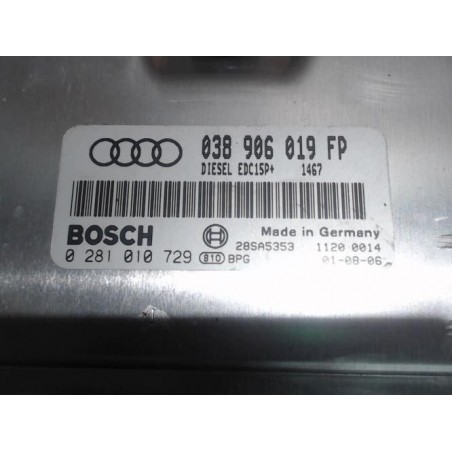 038 906 019 FP
DIESEL EDC15P+ 1467
BOSCH Made in Germany
28SA5353 1120 0014
0 281 010 729 810 BPG 01-08-06